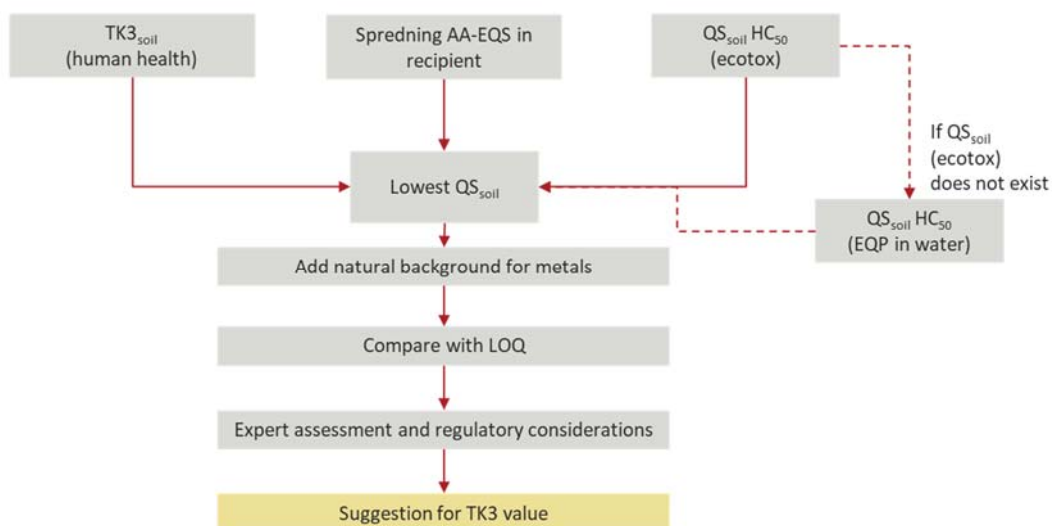 TK3soil
(human health)
Spredning AA-EQS in
recipient
QSsoil HC50
(ecotox)
If QSsoil
(ecotox)
does not exist
Lowest QSsoil
QSsoil HC50
(EQP in water)
Add natural background for metals
Compare with LOQ
Expert assessment and regulatory considerations
Suggestion for TK3 value